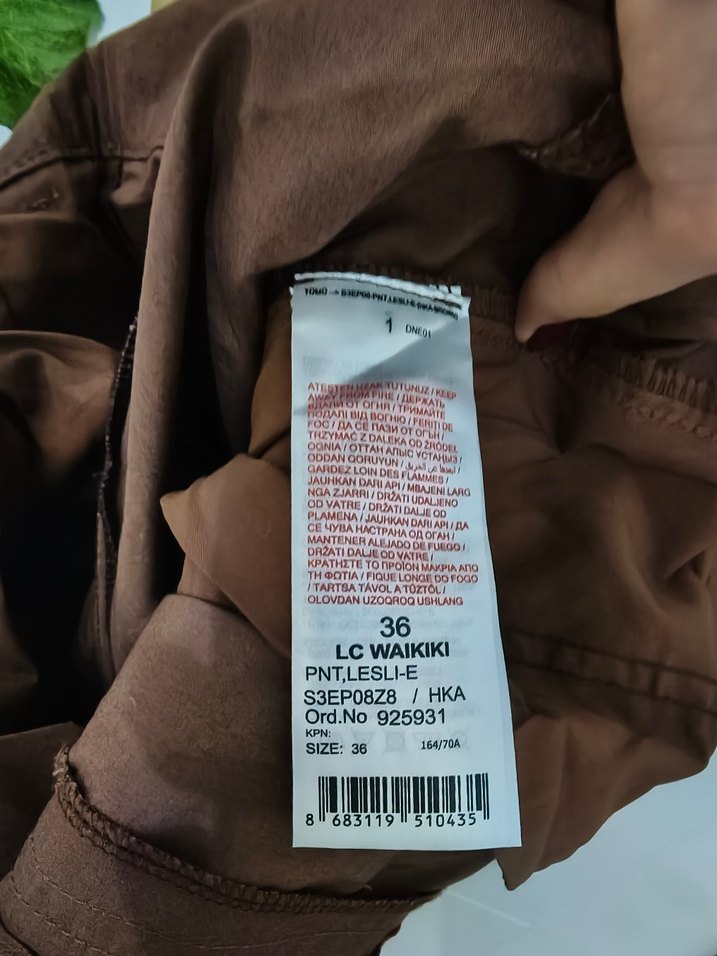 1 DNE01
ATEŞTEN UZAK TUTUNUZ / KEEP
AWAY FROM FIRE / ДЕРЖАТЬ
ВДАЛИ ОТ ОГНЯ / ТРИМАЙТЕ
ПОДАЛІ ВІД ВОГНЮ / FERITI DE
FOC / ДА СЕ ПАЗИ ОТ ОГЪН /
TRZYMAĆ Z DALEKA OD ŹRÓDEŁ
OGNIA / ОТТАН АЛЫС ҰСТАҢЫЗ /
ODDAN QORUYUN / ابعدها عن الحريق /
GARDEZ LOIN DES FLAMMES /
JAUHKAN DARI API / MBAJENI LARG
NGA ZJARRI / DRŽATI UDALJENO
OD VATRE / DRŽATI DALJE OD
PLAMENA / JAUHKAN DARI API / ДА
СЕ ЧУВА НАСТРАНА ОД ОГАН /
MANTENER ALEJADO DE FUEGO /
DRŽATI DALJE OD VATRE /
ΚΡΑΤΗΣΤΕ ΤΟ ΠΡΟΪΟΝ ΜΑΚΡΙΑ ΑΠΟ
ΤΗ ΦΩΤΙΑ / FIQUE LONGE DO FOGO
/ TARTSA TÁVOL A TŰZTŐL /
OLOVDAN UZOQROQ USHLANG
36
LC WAIKIKI
PNT,LESLI-E
S3EP08Z8 / HKA
Ord.No 925931
KPN:
SIZE: 36 164/70A
8 683119 510435